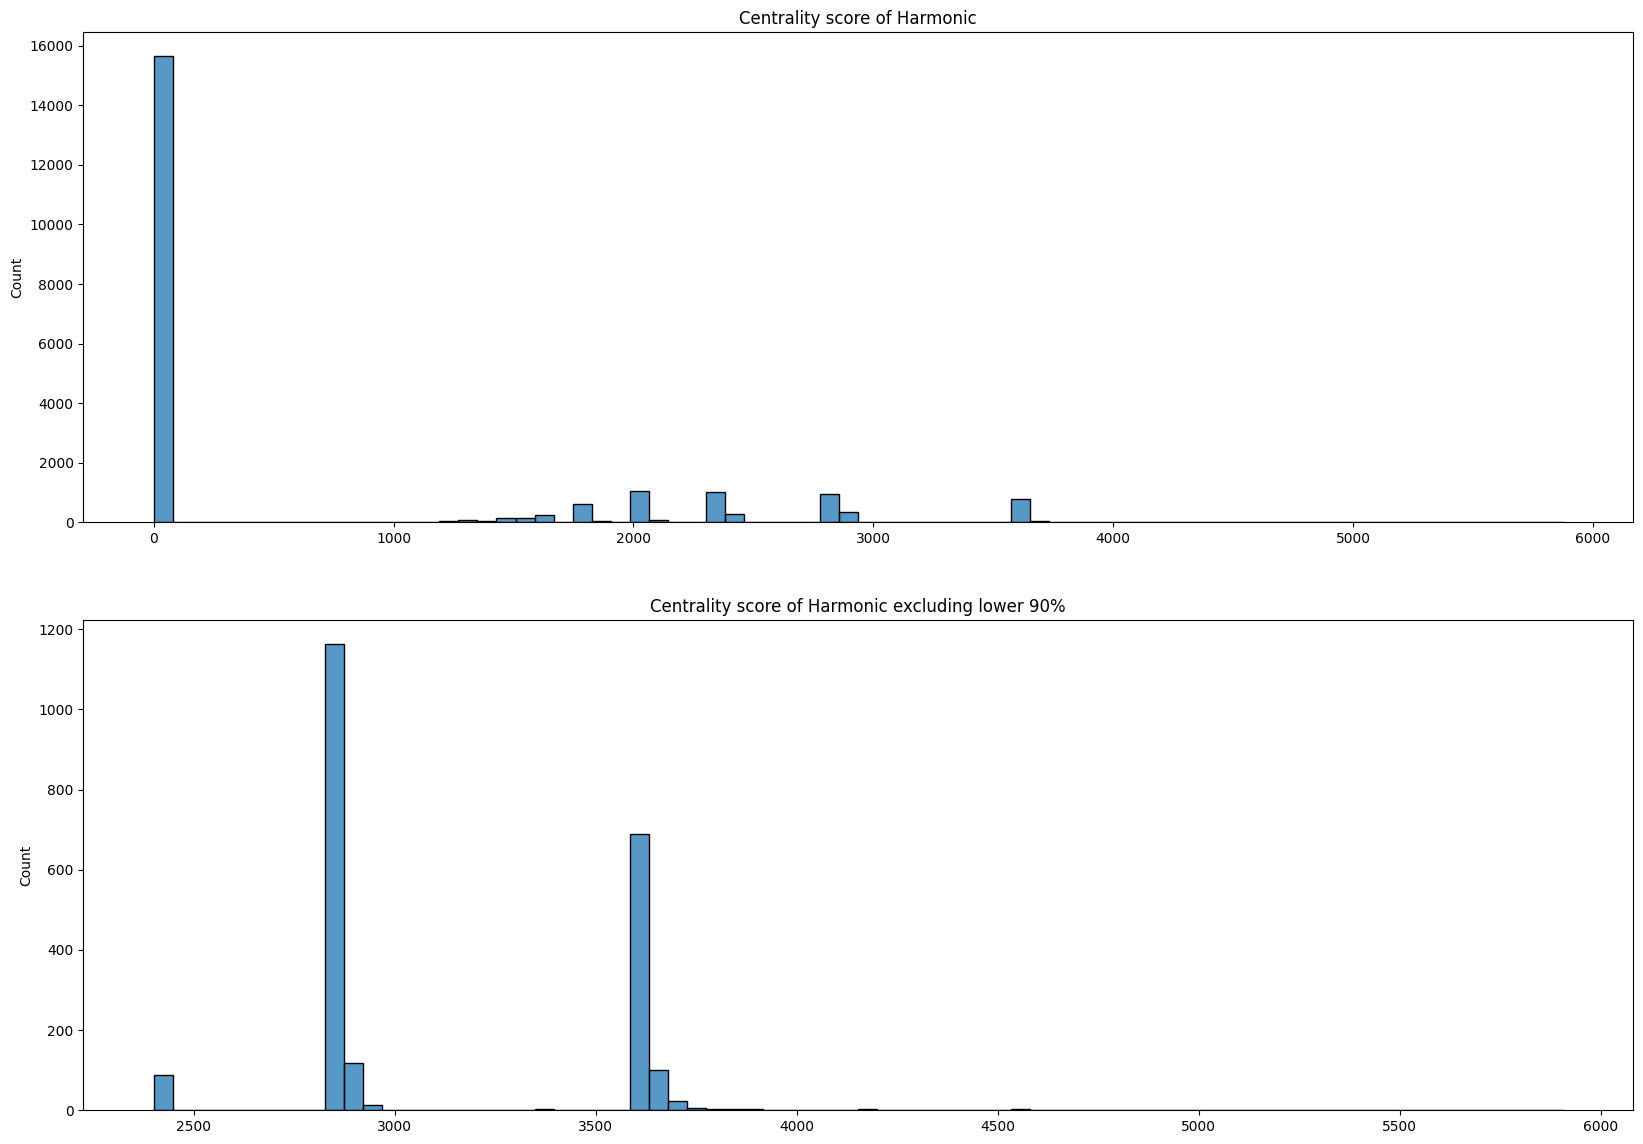 Centrality score of Harmonic
16000
14000
12000
10000
8000
6000
4000
2000
0
Count
0 1000 2000 3000 4000 5000 6000
Centrality score of Harmonic excluding lower 90%
1200
1000
800
600
400
200
0
Count
2500 3000 3500 4000 4500 5000 5500 6000